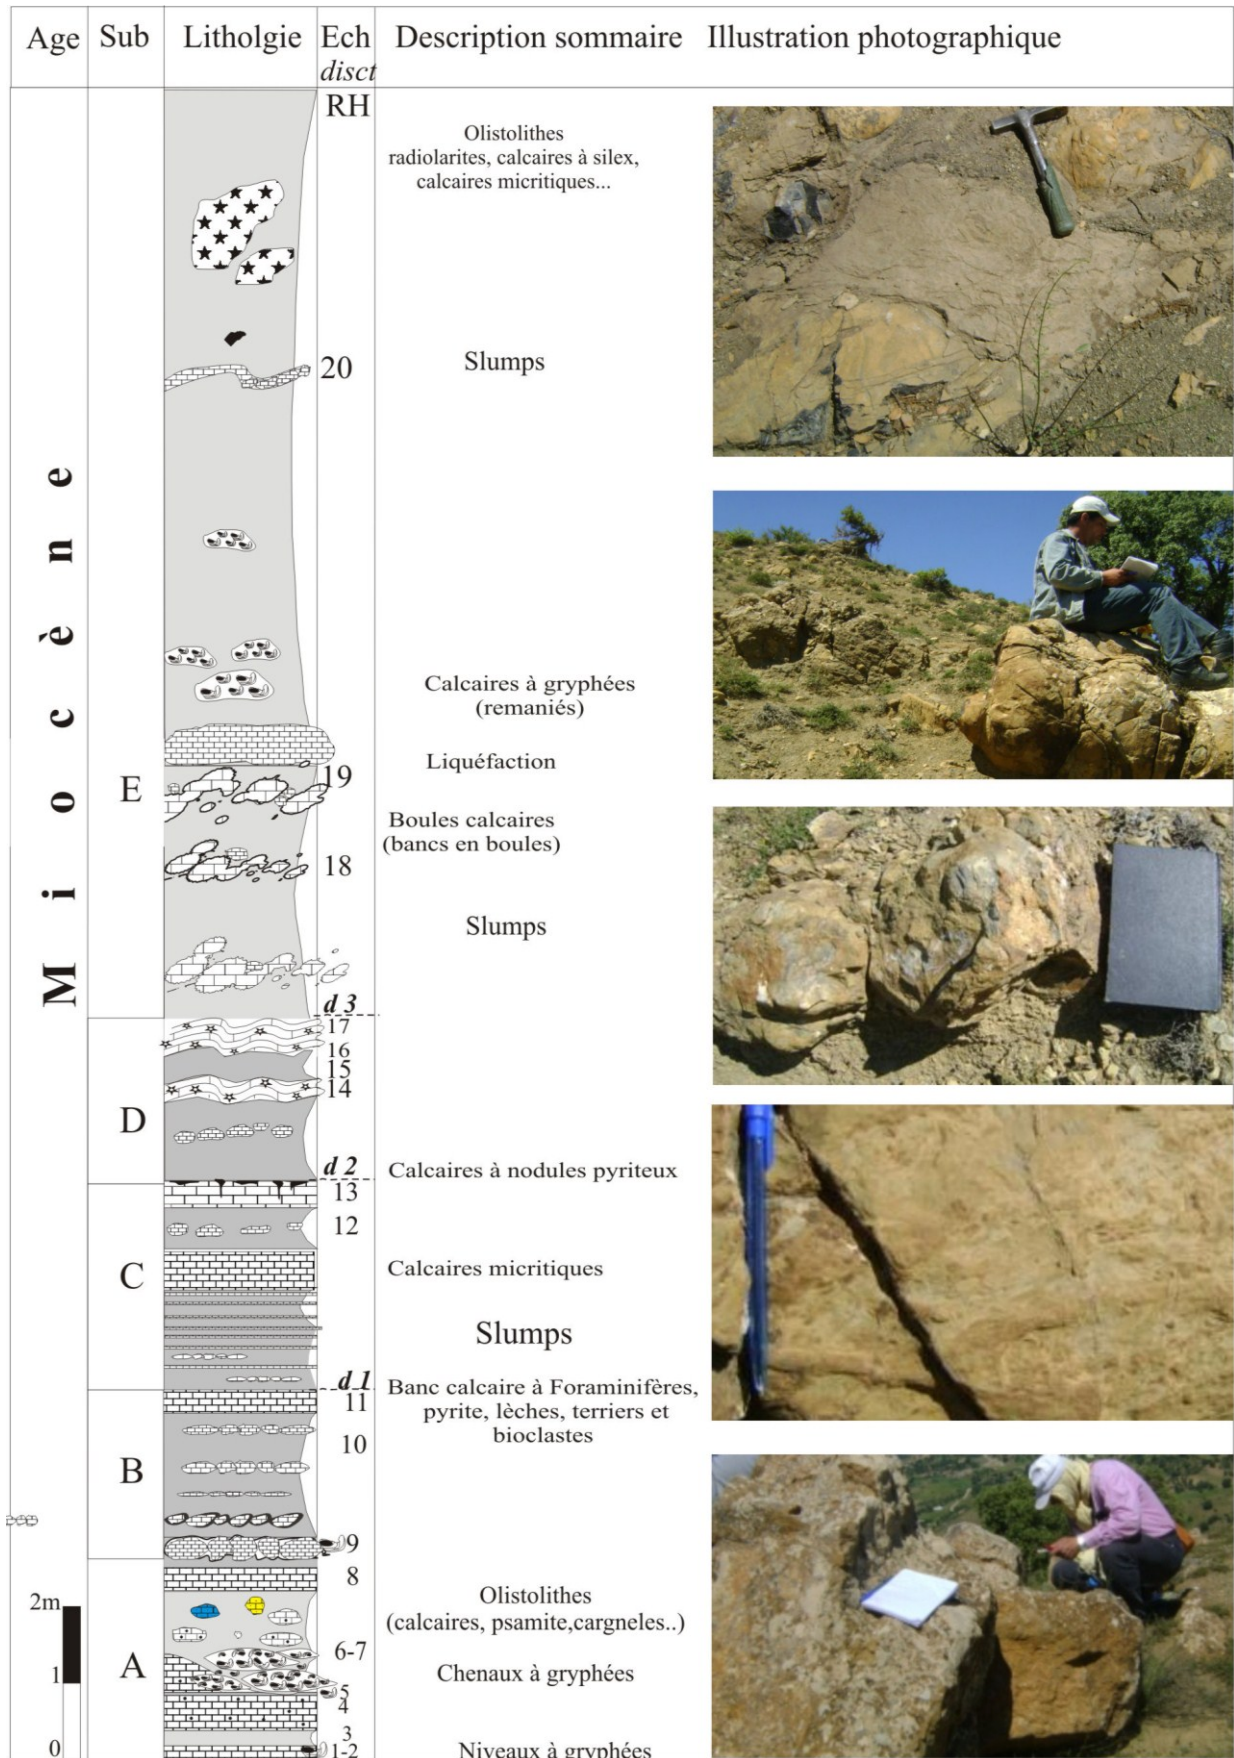 Age Sub Litholgie Ech Description sommaire Illustration photographique
disct
RH
Olistolithes
radiolarites, calcaires à silex,
calcaires micritiques...
20 Slumps
Miocène
Calcaires à gryphées
(remaniés)
Liquéfaction
19
E
Boules calcaires
(bancs en boules)
18
Slumps
d 3
17
16
15
14
D
d 2 Calcaires à nodules pyriteux
13
12
C Calcaires micritiques
Slumps
d 1 Banc calcaire à Foraminifères,
11 pyrite, lèches, terriers et
bioclastes
10
B
9
8
2m Olistolithes
(calcaires, psamite,cargneles..)
6-7
A Chenaux à gryphées
1
5
4
3
0 1-2 Niveaux à gryphées